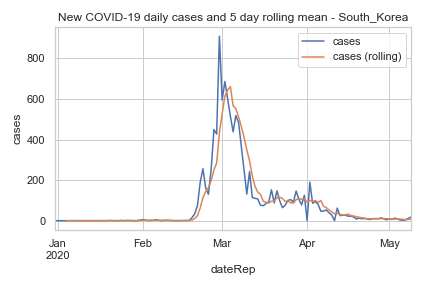 New COVID-19 daily cases and 5 day rolling mean - South_Korea
cases
cases (rolling)
800
600
400
200
0
cases
Jan
2020
Feb
Mar
Apr
May
dateRep